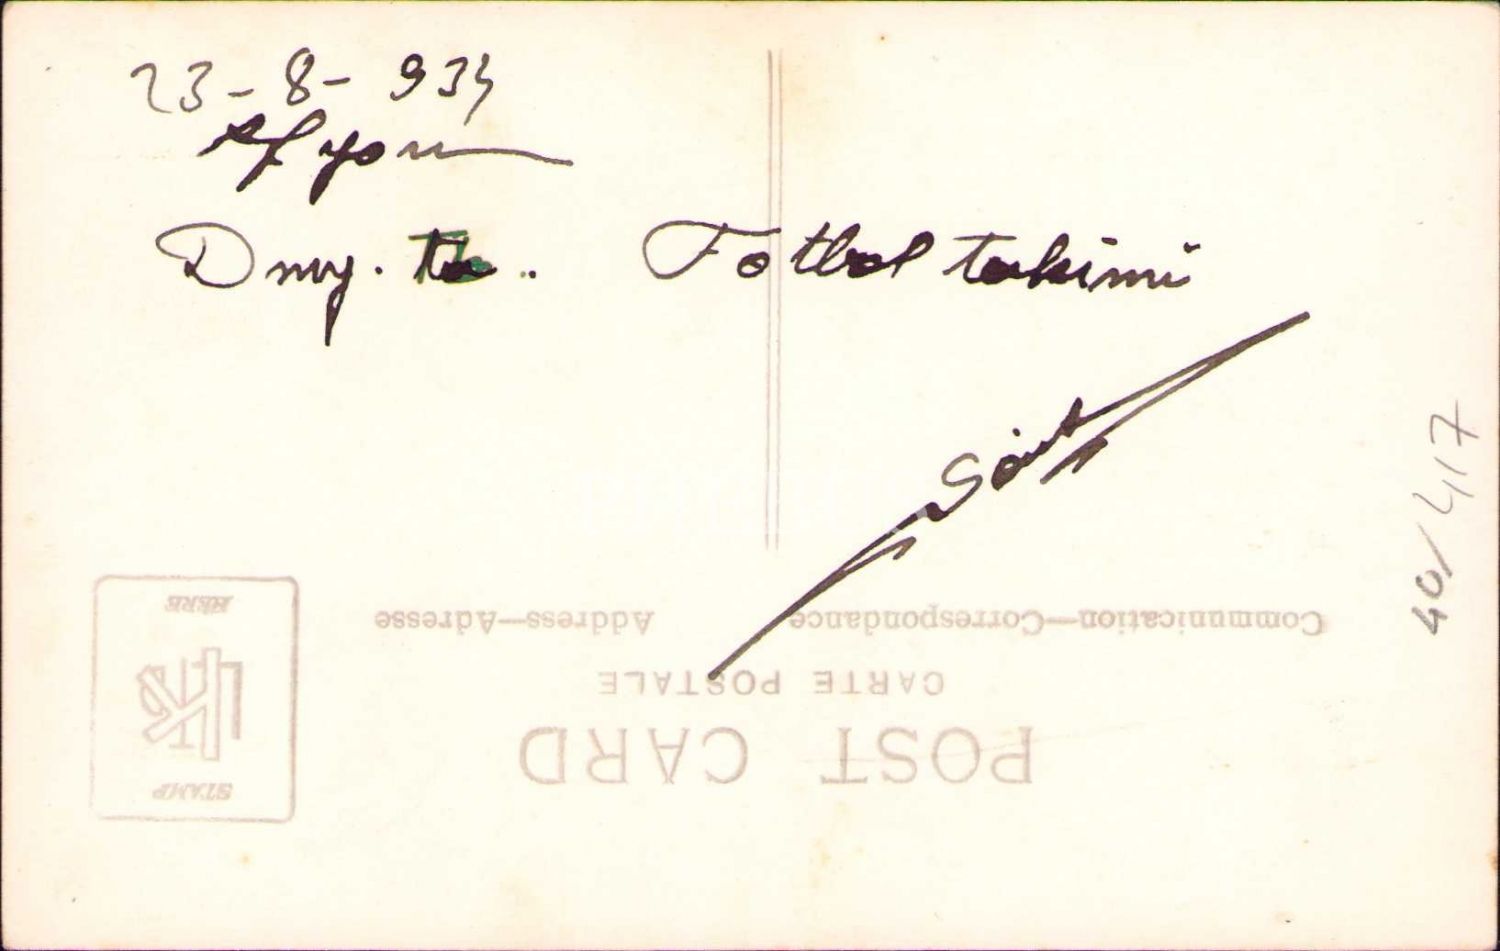 23-8-934
Afyon
Dmy. ta.. Fotbol takimi
Sait
40/417
HERE
STAMP
Address—Adresse
Communication—Correspondance
CARTE POSTALE
POST CARD